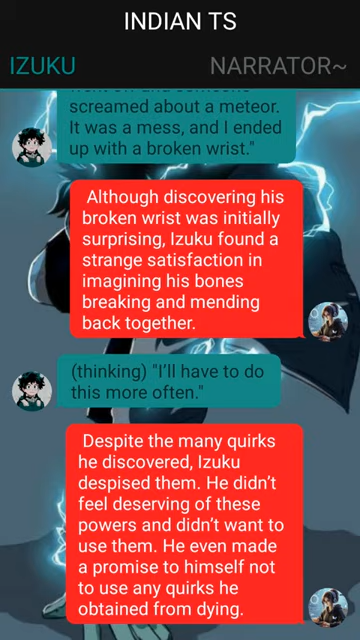 INDIAN TS
IZUKU
NARRATOR~
screamed about a meteor.
It was a mess, and I ended
up with a broken wrist."
Although discovering his
broken wrist was initially
surprising, Izuku found a
strange satisfaction in
imagining his bones
breaking and mending
back together.
(thinking) "I'll have to do
this more often."
Despite the many quirks
he discovered, Izuku
despised them. He didn't
feel deserving of these
powers and didn't want to
use them. He even made
a promise to himself not
to use any quirks he
obtained from dying.